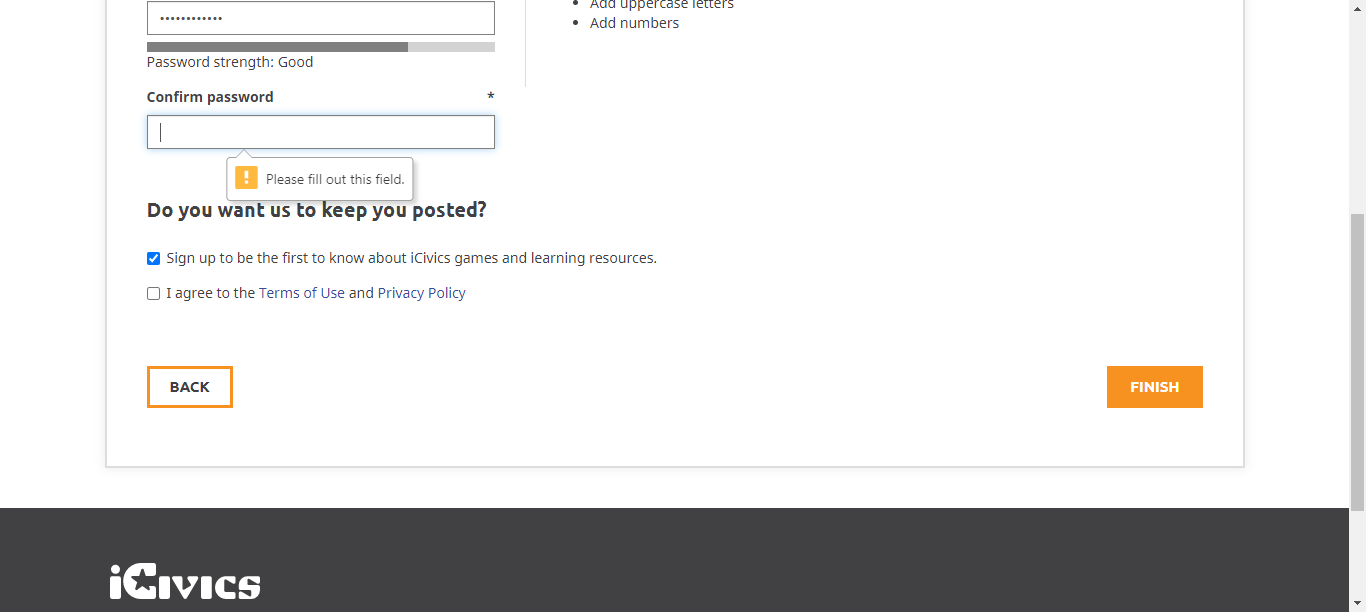 Add uppercase letters
••••••••••••
Add numbers
Password strength: Good
Confirm password *
Please fill out this field.
Do you want us to keep you posted?
Sign up to be the first to know about iCivics games and learning resources.
I agree to the Terms of Use and Privacy Policy
BACK
FINISH
iCivics